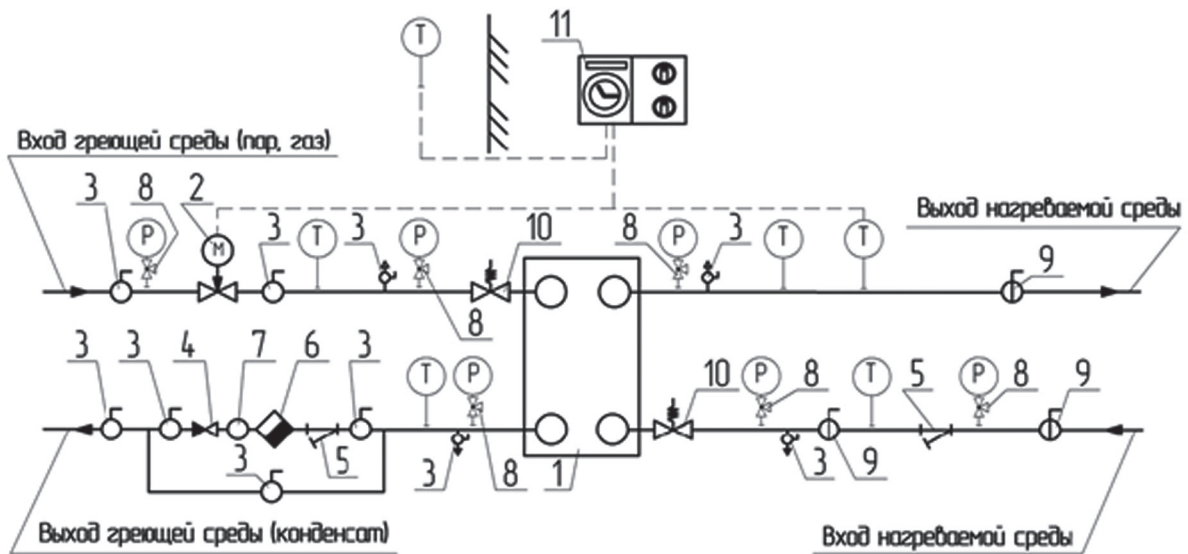 T
11
Вход греющей среды (пар, газ)
3 8 2
P M
3 T 3 P 10
8
8 P 3 T T
Выход нагреваемой среды
9
3 3 4 7 6 3
T P
10 P 8 T 5 P 8 9
3 5
3 8 1
3 9
Выход греющей среды (конденсат)
Вход нагреваемой среды